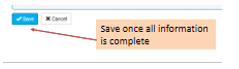 Save Cancel
Save once all information
is complete